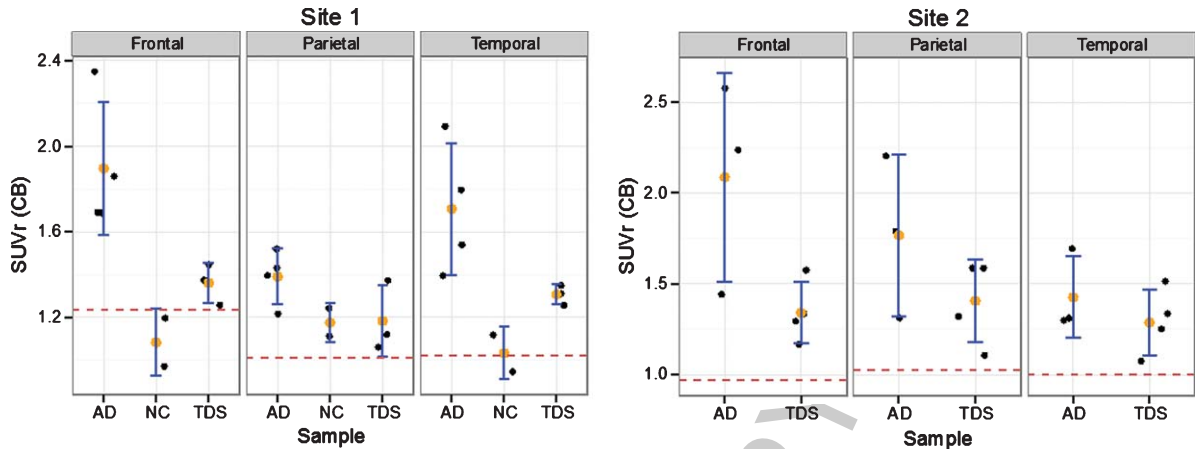 Site 1
Frontal
Parietal
Temporal
2.4
2.0
1.6
1.2
SUVr (CB)
AD NC TDS
AD NC TDS
AD NC TDS
Sample
Site 2
Frontal
Parietal
Temporal
2.5
2.0
1.5
1.0
SUVr (CB)
AD TDS
AD TDS
AD TDS
Sample